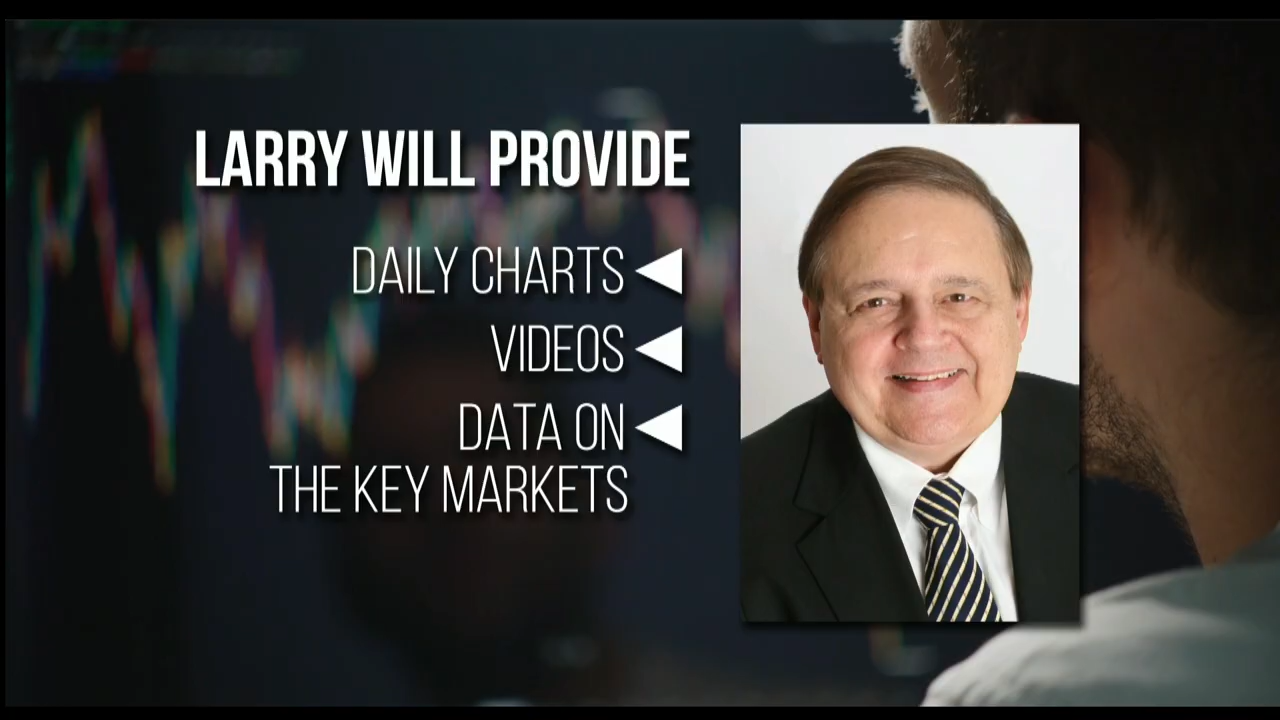 LARRY WILL PROVIDE
DAILY CHARTS
VIDEOS
DATA ON
THE KEY MARKETS